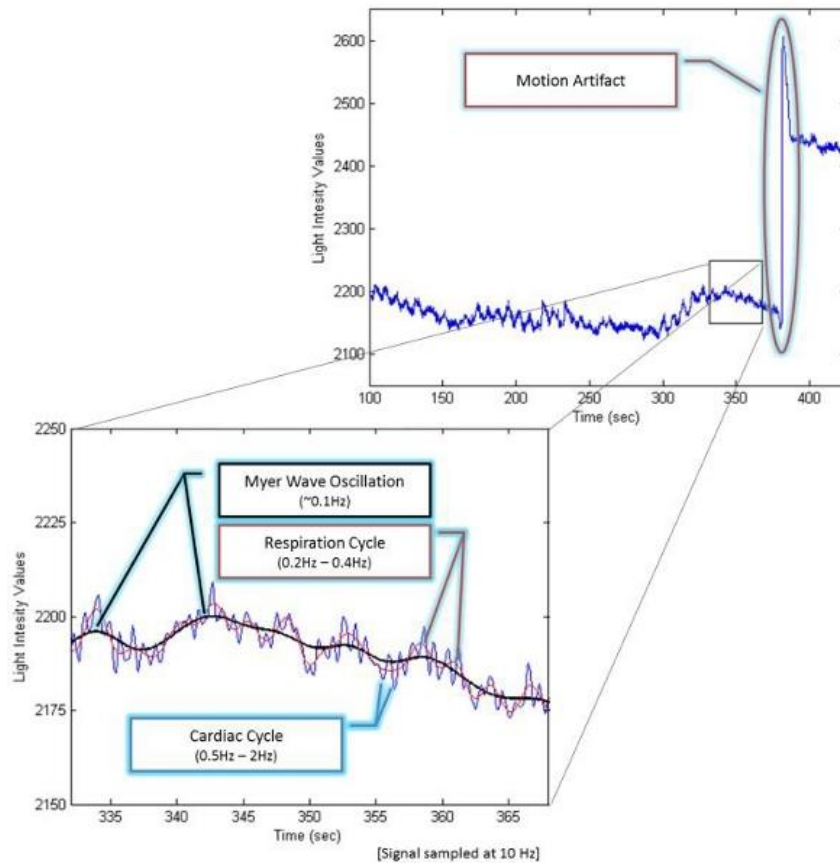 2600
Motion Artifact
2500
2400
Light Intesity Values
2300
2200
2100
100 150 200 250 300 350 400
Time (sec)
2250
Myer Wave Oscillation
(~0.1Hz)
2225
Respiration Cycle
(0.2Hz – 0.4Hz)
Light Intesity Values
2200
2175
Cardiac Cycle
(0.5Hz – 2Hz)
2150
335 340 345 350 355 360 365
Time (sec)
[Signal sampled at 10 Hz]